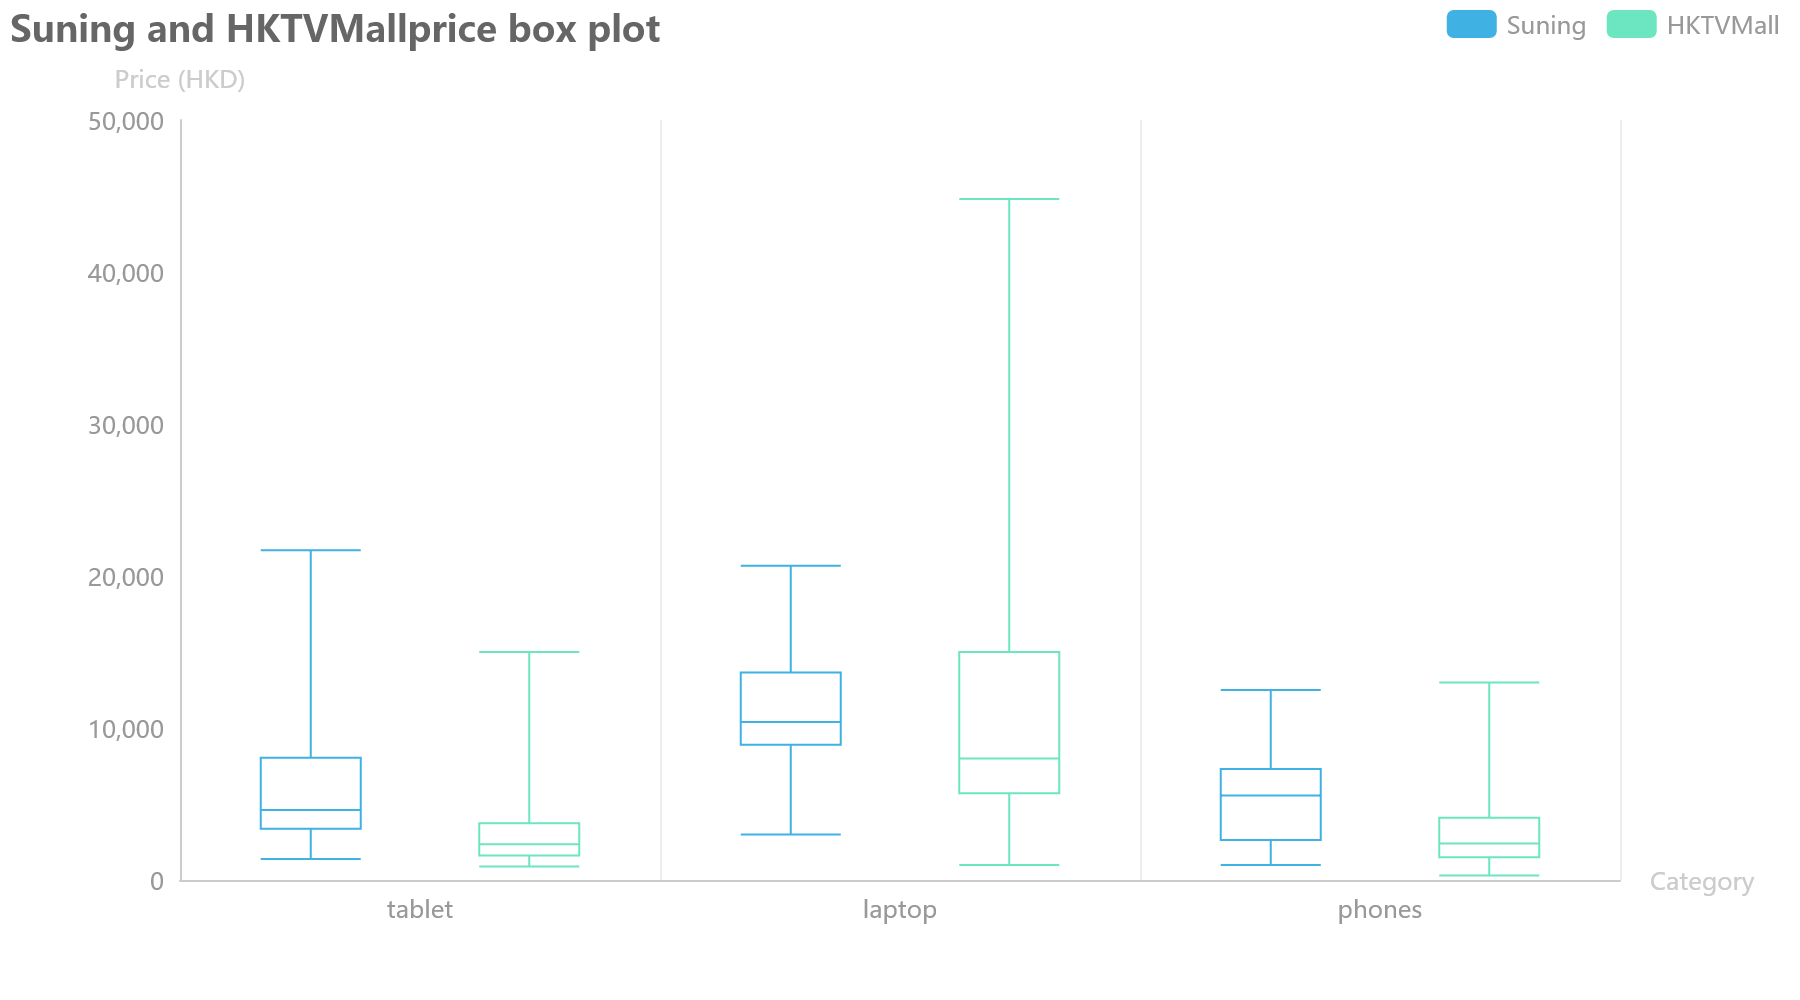 Suning and HKTVMallprice box plot
Suning
HKTVMall
Price (HKD)
50,000
40,000
30,000
20,000
10,000
0
tablet
laptop
phones
Category